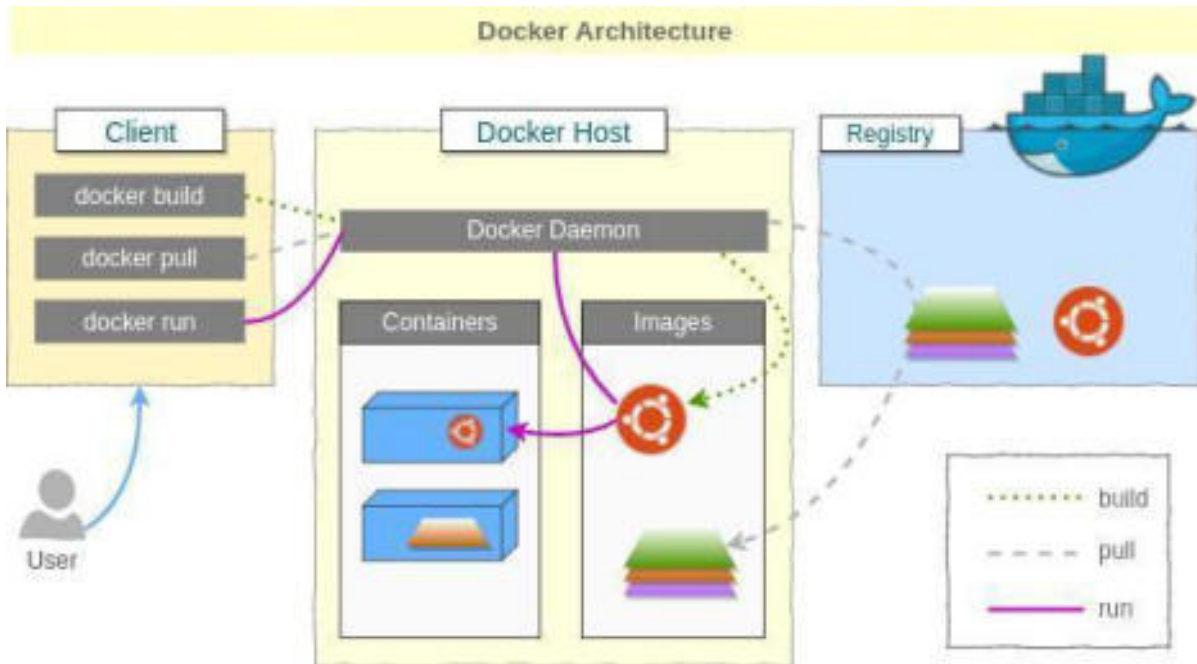 Docker Architecture
Client
docker build
docker pull
docker run
User
Docker Host
Docker Daemon
Containers
Images
Registry
build
pull
run